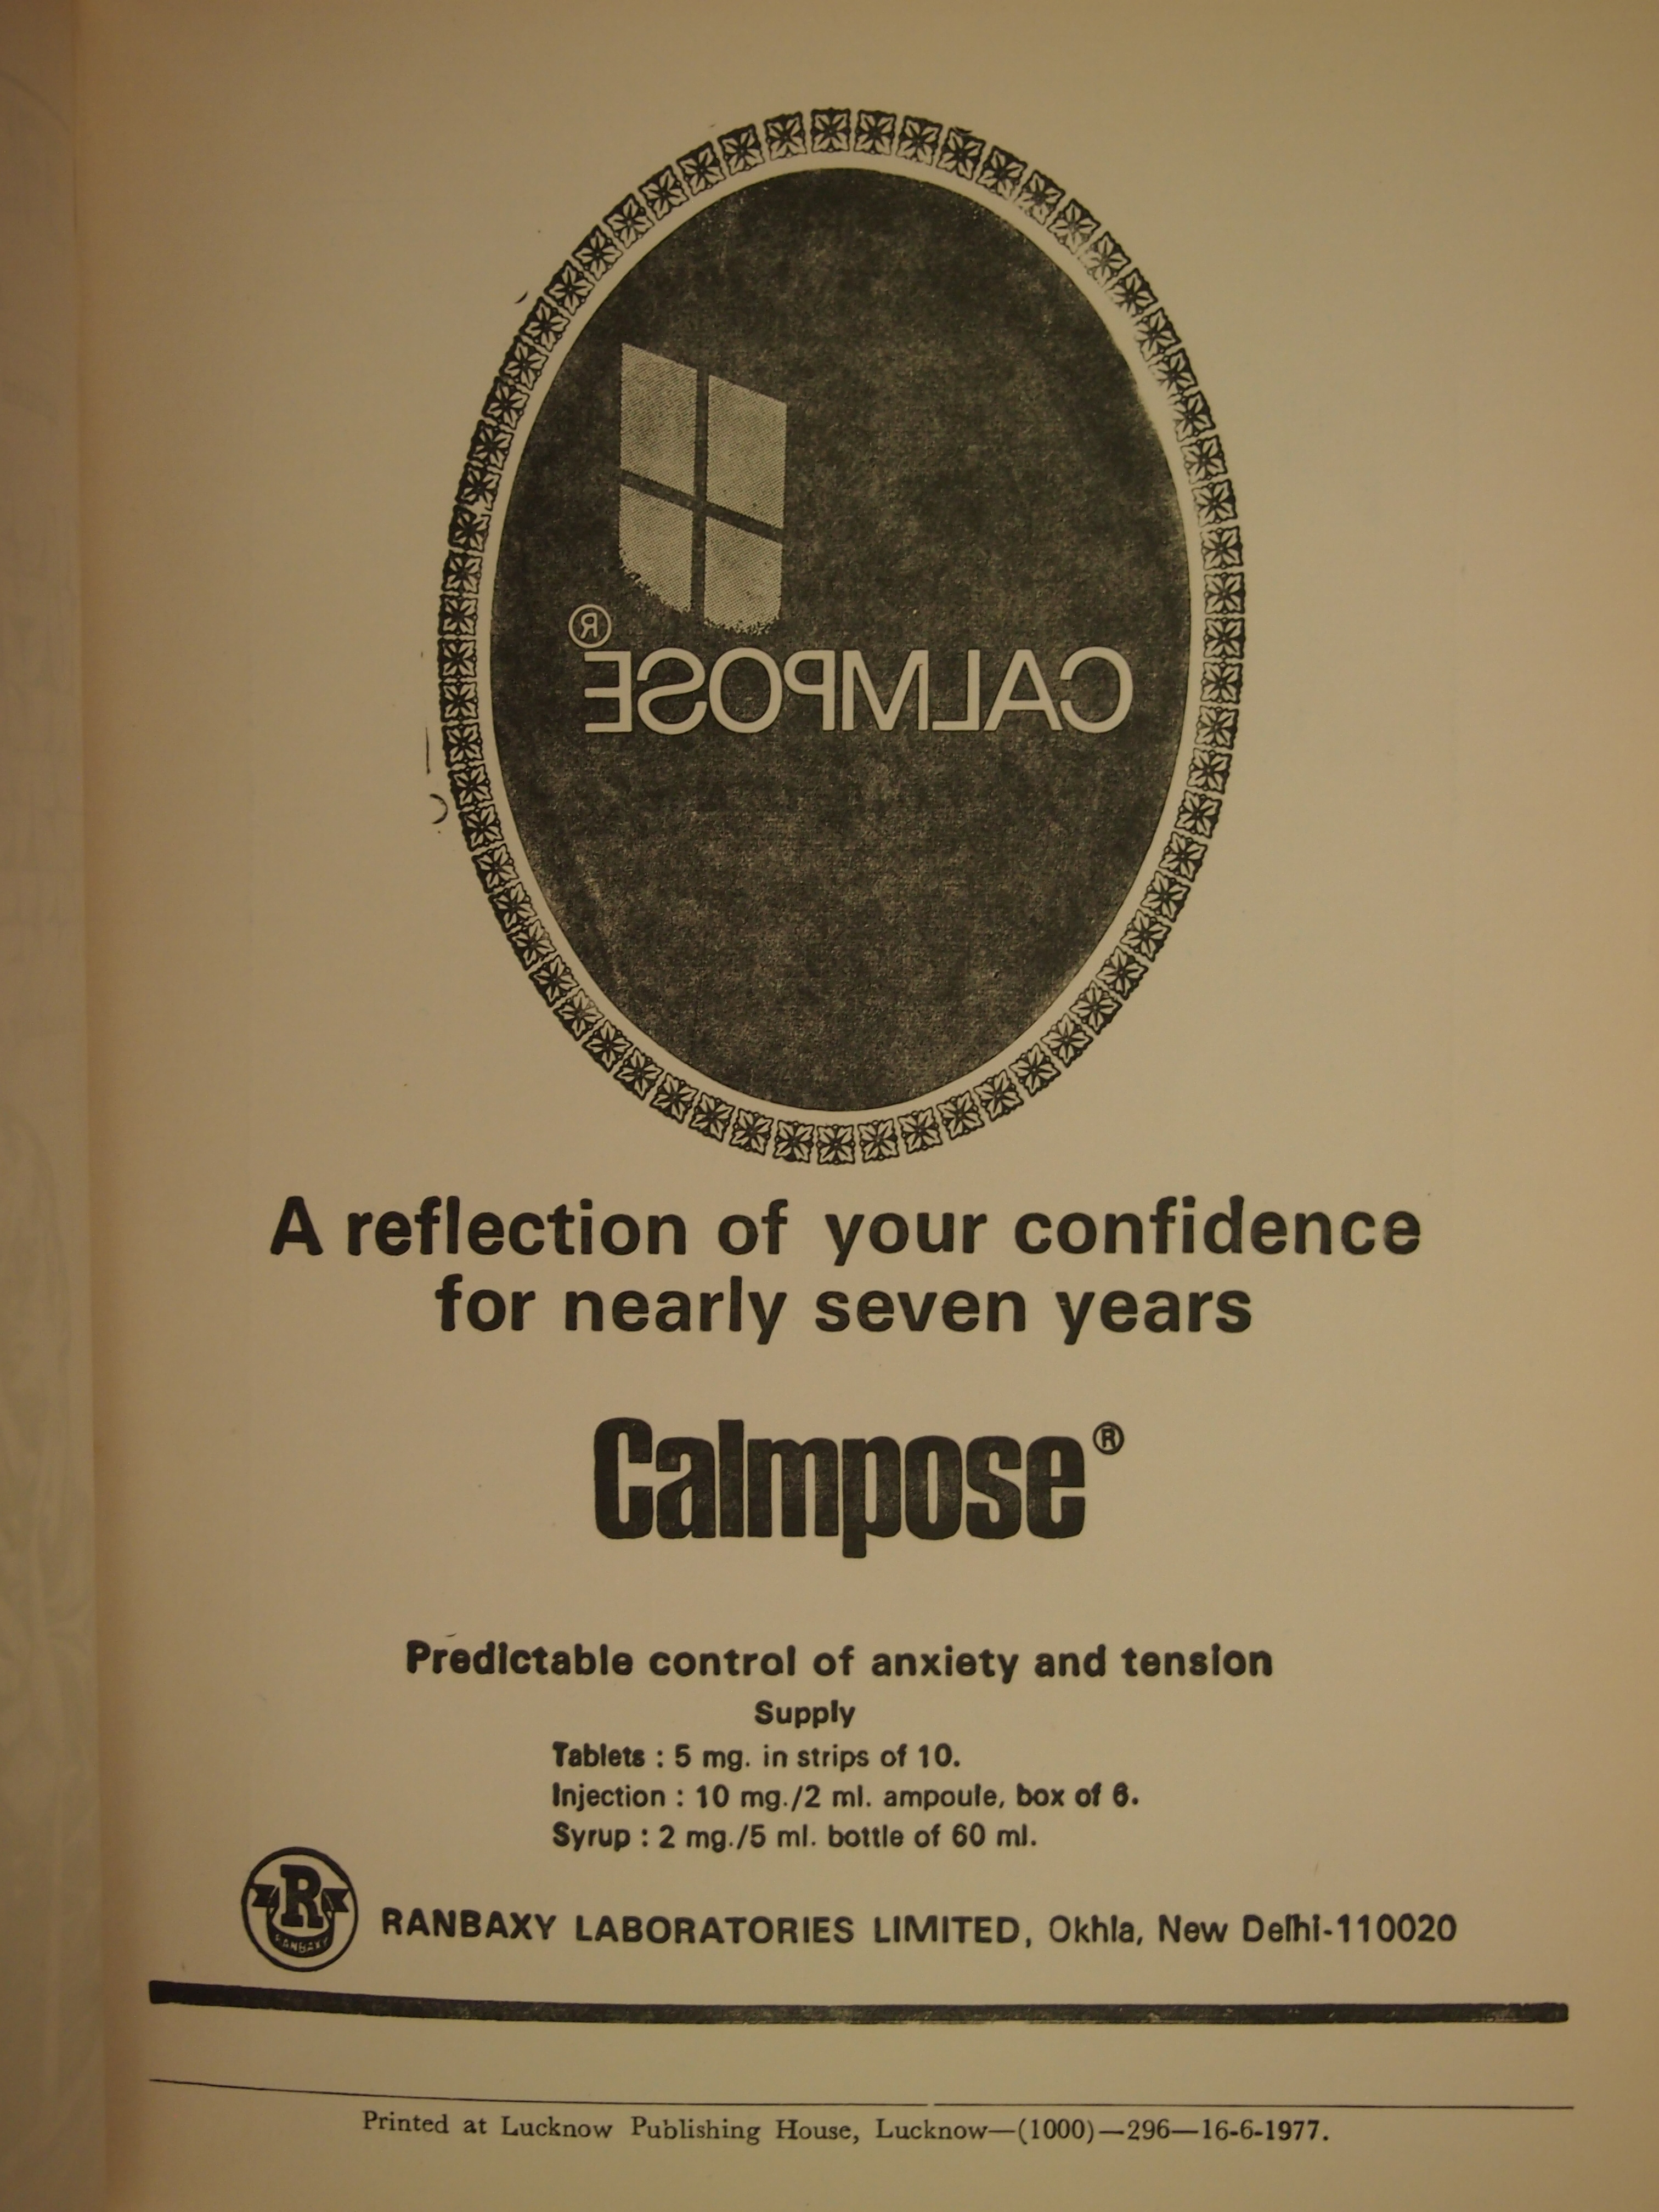 CALMPOSE®
A reflection of your confidence
for nearly seven years
Calmpose®
Predictable control of anxiety and tension
Supply
Tablets : 5 mg. in strips of 10.
Injection : 10 mg./2 ml. ampoule, box of 6.
Syrup : 2 mg./5 ml. bottle of 60 ml.
R
RANBAXY
RANBAXY LABORATORIES LIMITED, Okhla, New Delhi-110020
Printed at Lucknow Publishing House, Lucknow—(1000)—296—16-6-1977.